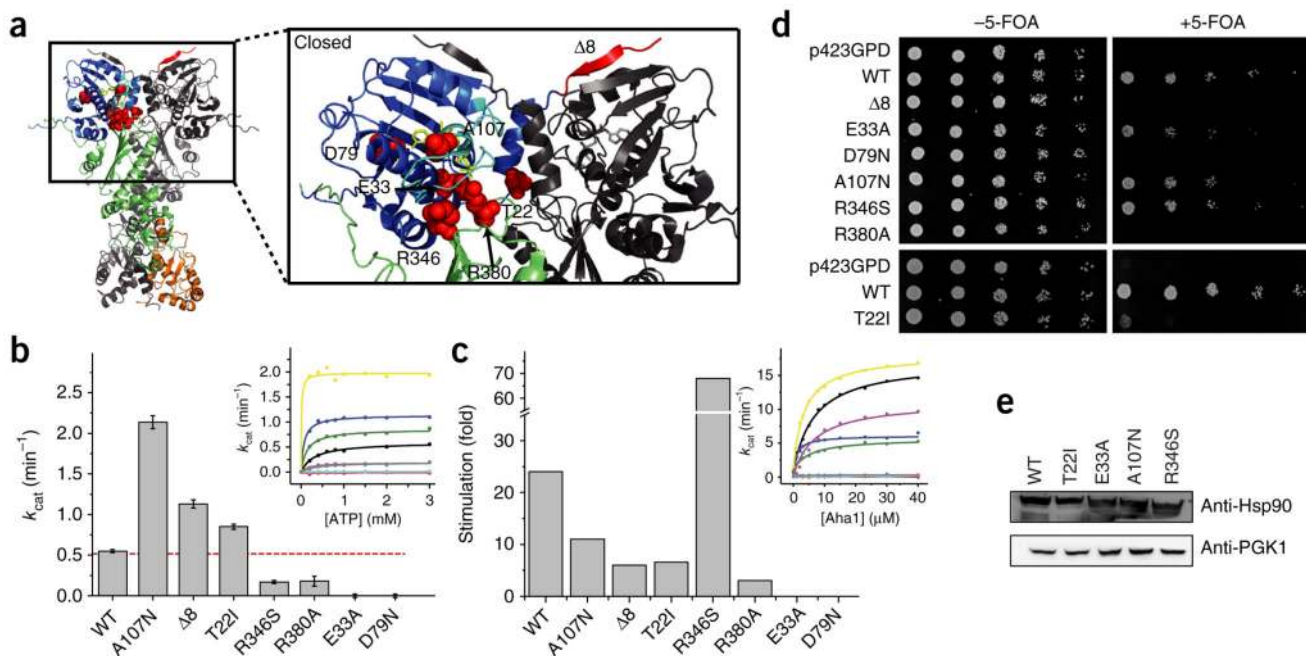 a
Closed
Δ8
A107
D79
E33
T22
R346
R380
b
k_cat (min⁻¹)
2.5
2.0
1.5
1.0
0.5
0.0
WT
A107N
Δ8
T22I
R346S
R380A
E33A
D79N
k_cat (min⁻¹)
2.0
1.5
1.0
0.5
0.0
0 1 2 3
[ATP] (mM)
c
Stimulation (fold)
70
60
20
10
0
WT
A107N
Δ8
T22I
R346S
R380A
E33A
D79N
k_cat (min⁻¹)
15
10
5
0
0 10 20 30 40
[Aha1] (μM)
d
–5-FOA +5-FOA
p423GPD
WT
Δ8
E33A
D79N
A107N
R346S
R380A
p423GPD
WT
T22I
e
WT
T22I
E33A
A107N
R346S
Anti-Hsp90
Anti-PGK1